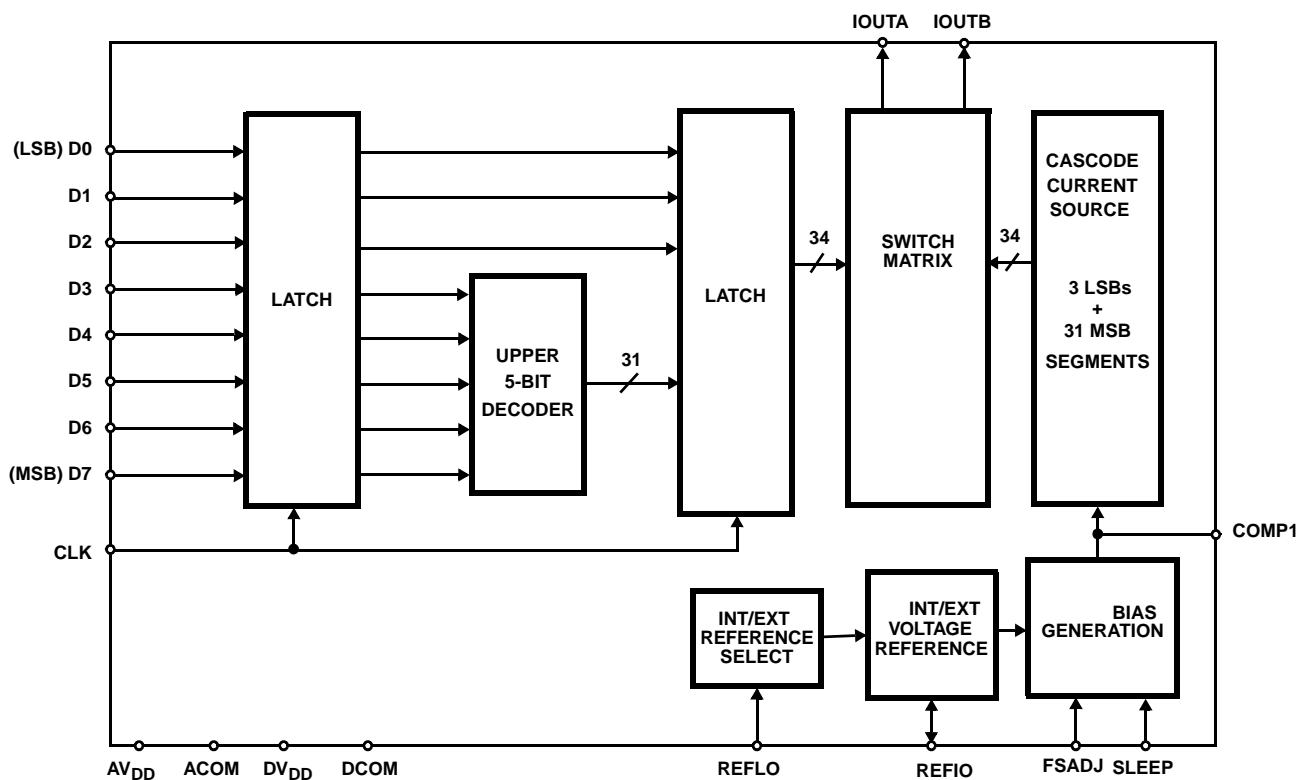 IOUTA IOUTB
(LSB) D0
D1
D2
D3
D4
D5
D6
(MSB) D7
CLK
LATCH
UPPER
5-BIT
DECODER
31
LATCH
34
SWITCH
MATRIX
34
CASCODE
CURRENT
SOURCE
3 LSBs
+
31 MSB
SEGMENTS
COMP1
INT/EXT
REFERENCE
SELECT
INT/EXT
VOLTAGE
REFERENCE
BIAS
GENERATION
AVDD ACOM DVDD DCOM REFLO REFIO FSADJ SLEEP